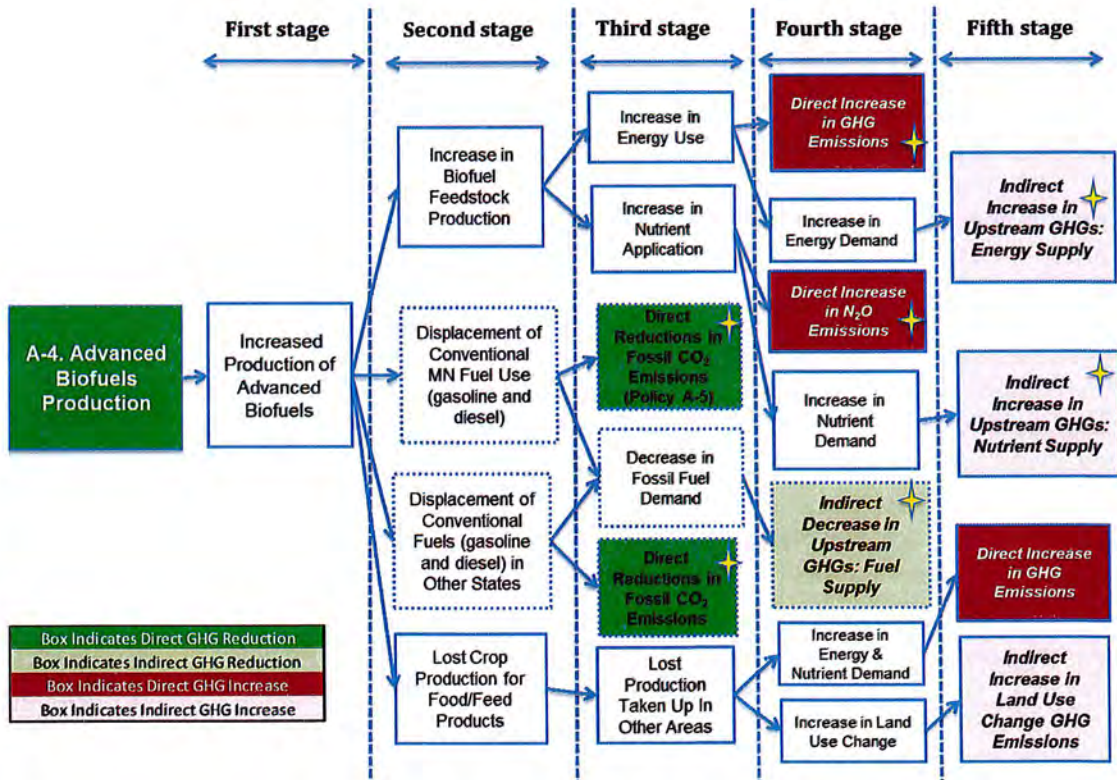 First stage
Second stage
Third stage
Fourth stage
Fifth stage
A-4. Advanced
Biofuels
Production
Increased
Production of
Advanced
Biofuels
Increase in
Biofuel
Feedstock
Production
Displacement of
Conventional
MN Fuel Use
(gasoline and
diesel)
Displacement of
Conventional
Fuels (gasoline
and diesel) in
Other States
Lost Crop
Production for
Food/Feed
Products
Increase in
Energy Use
Increase in
Nutrient
Application
Direct
Reductions in
Fossil CO2
Emissions
(Policy A-5)
Decrease in
Fossil Fuel
Demand
Direct
Reductions in
Fossil CO2
Emissions
Lost
Production
Taken Up In
Other Areas
Direct Increase
in GHG
Emissions
Increase in
Energy Demand
Direct Increase
in N2O
Emissions
Increase in
Nutrient
Demand
Indirect
Decrease in
Upstream
GHGs: Fuel
Supply
Increase in
Energy &
Nutrient Demand
Increase in Land
Use Change
Indirect
Increase in
Upstream GHGs:
Energy Supply
Indirect
Increase in
Upstream GHGs:
Nutrient Supply
Direct Increase
in GHG
Emissions
Indirect
Increase in
Land Use
Change GHG
Emissions
Box Indicates Direct GHG Reduction
Box Indicates Indirect GHG Reduction
Box Indicates Direct GHG Increase
Box Indicates Indirect GHG Increase